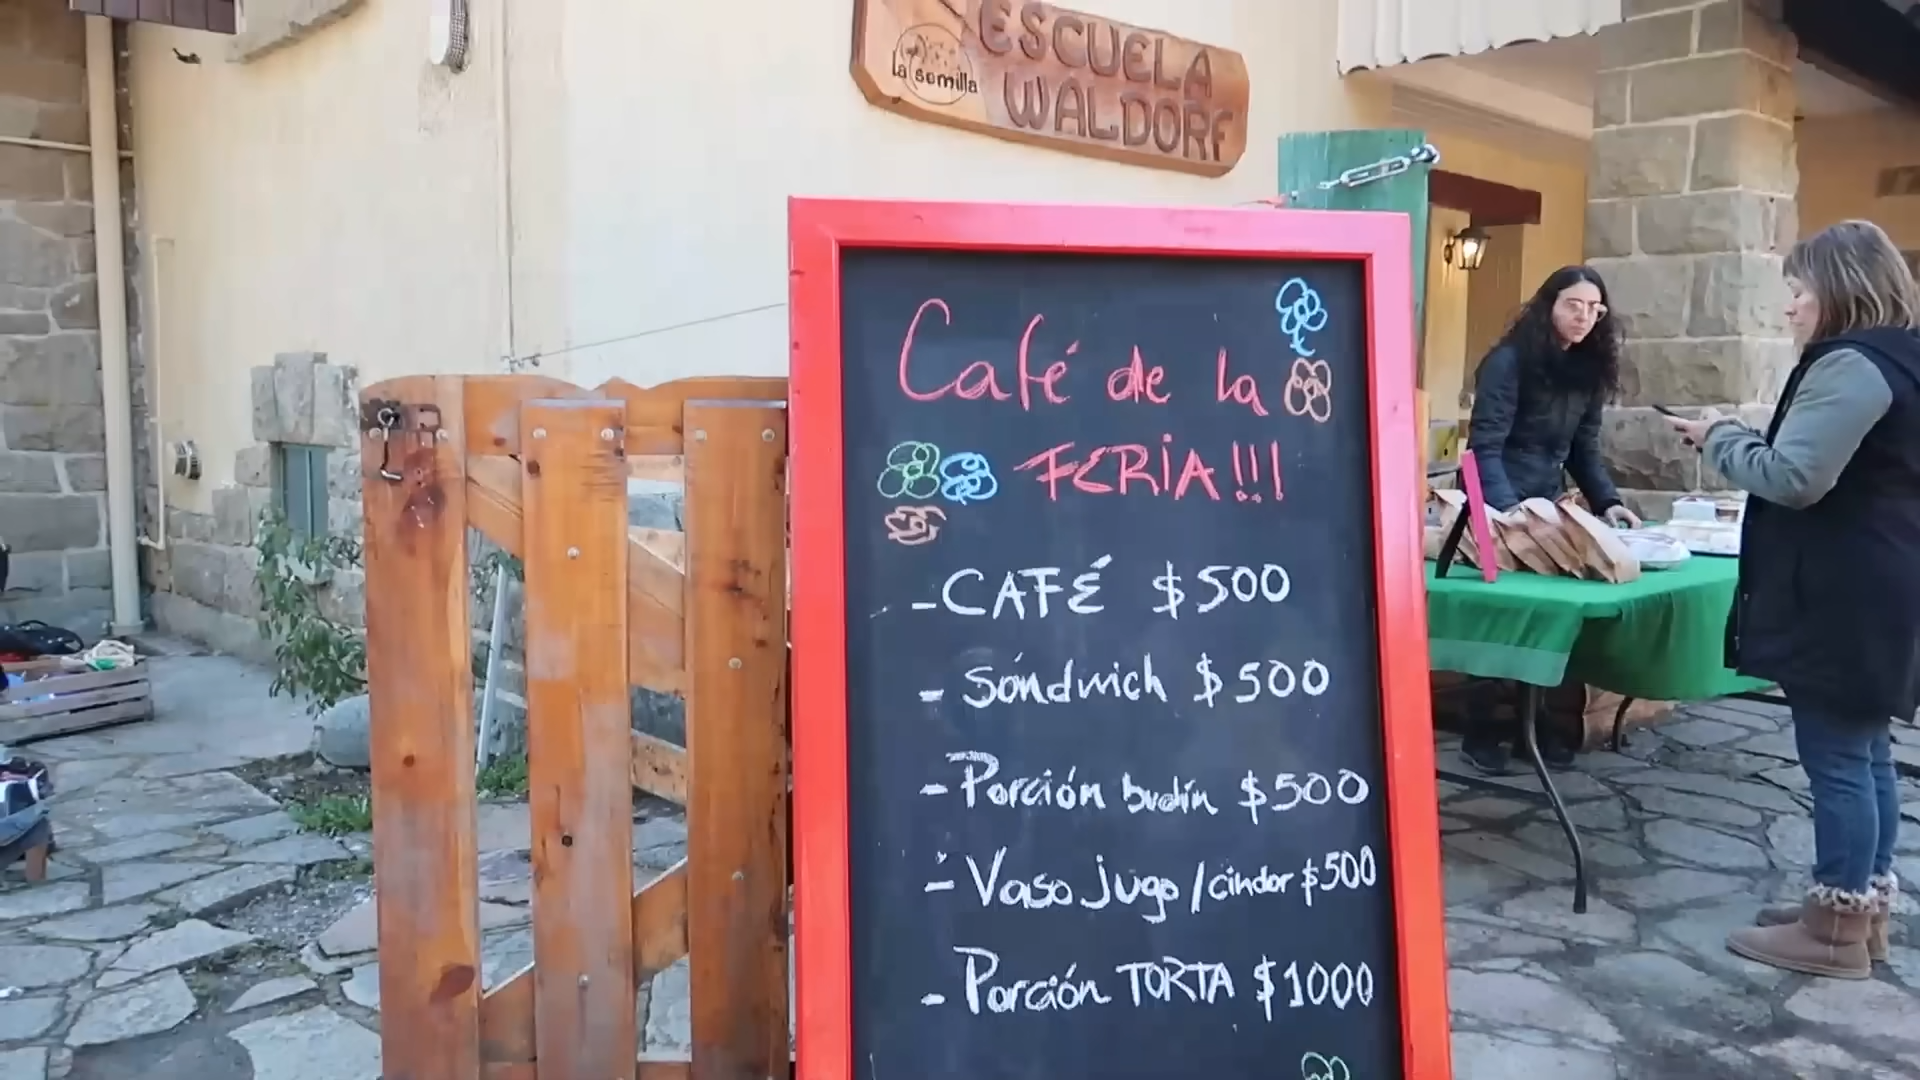 la semilla
ESCUELA
WALDORF
Café de la
FERIA!!!
- CAFÉ $500
- Sándwich $500
- Porción budín $500
- Vaso jugo/cindor $500
- Porción TORTA $1000